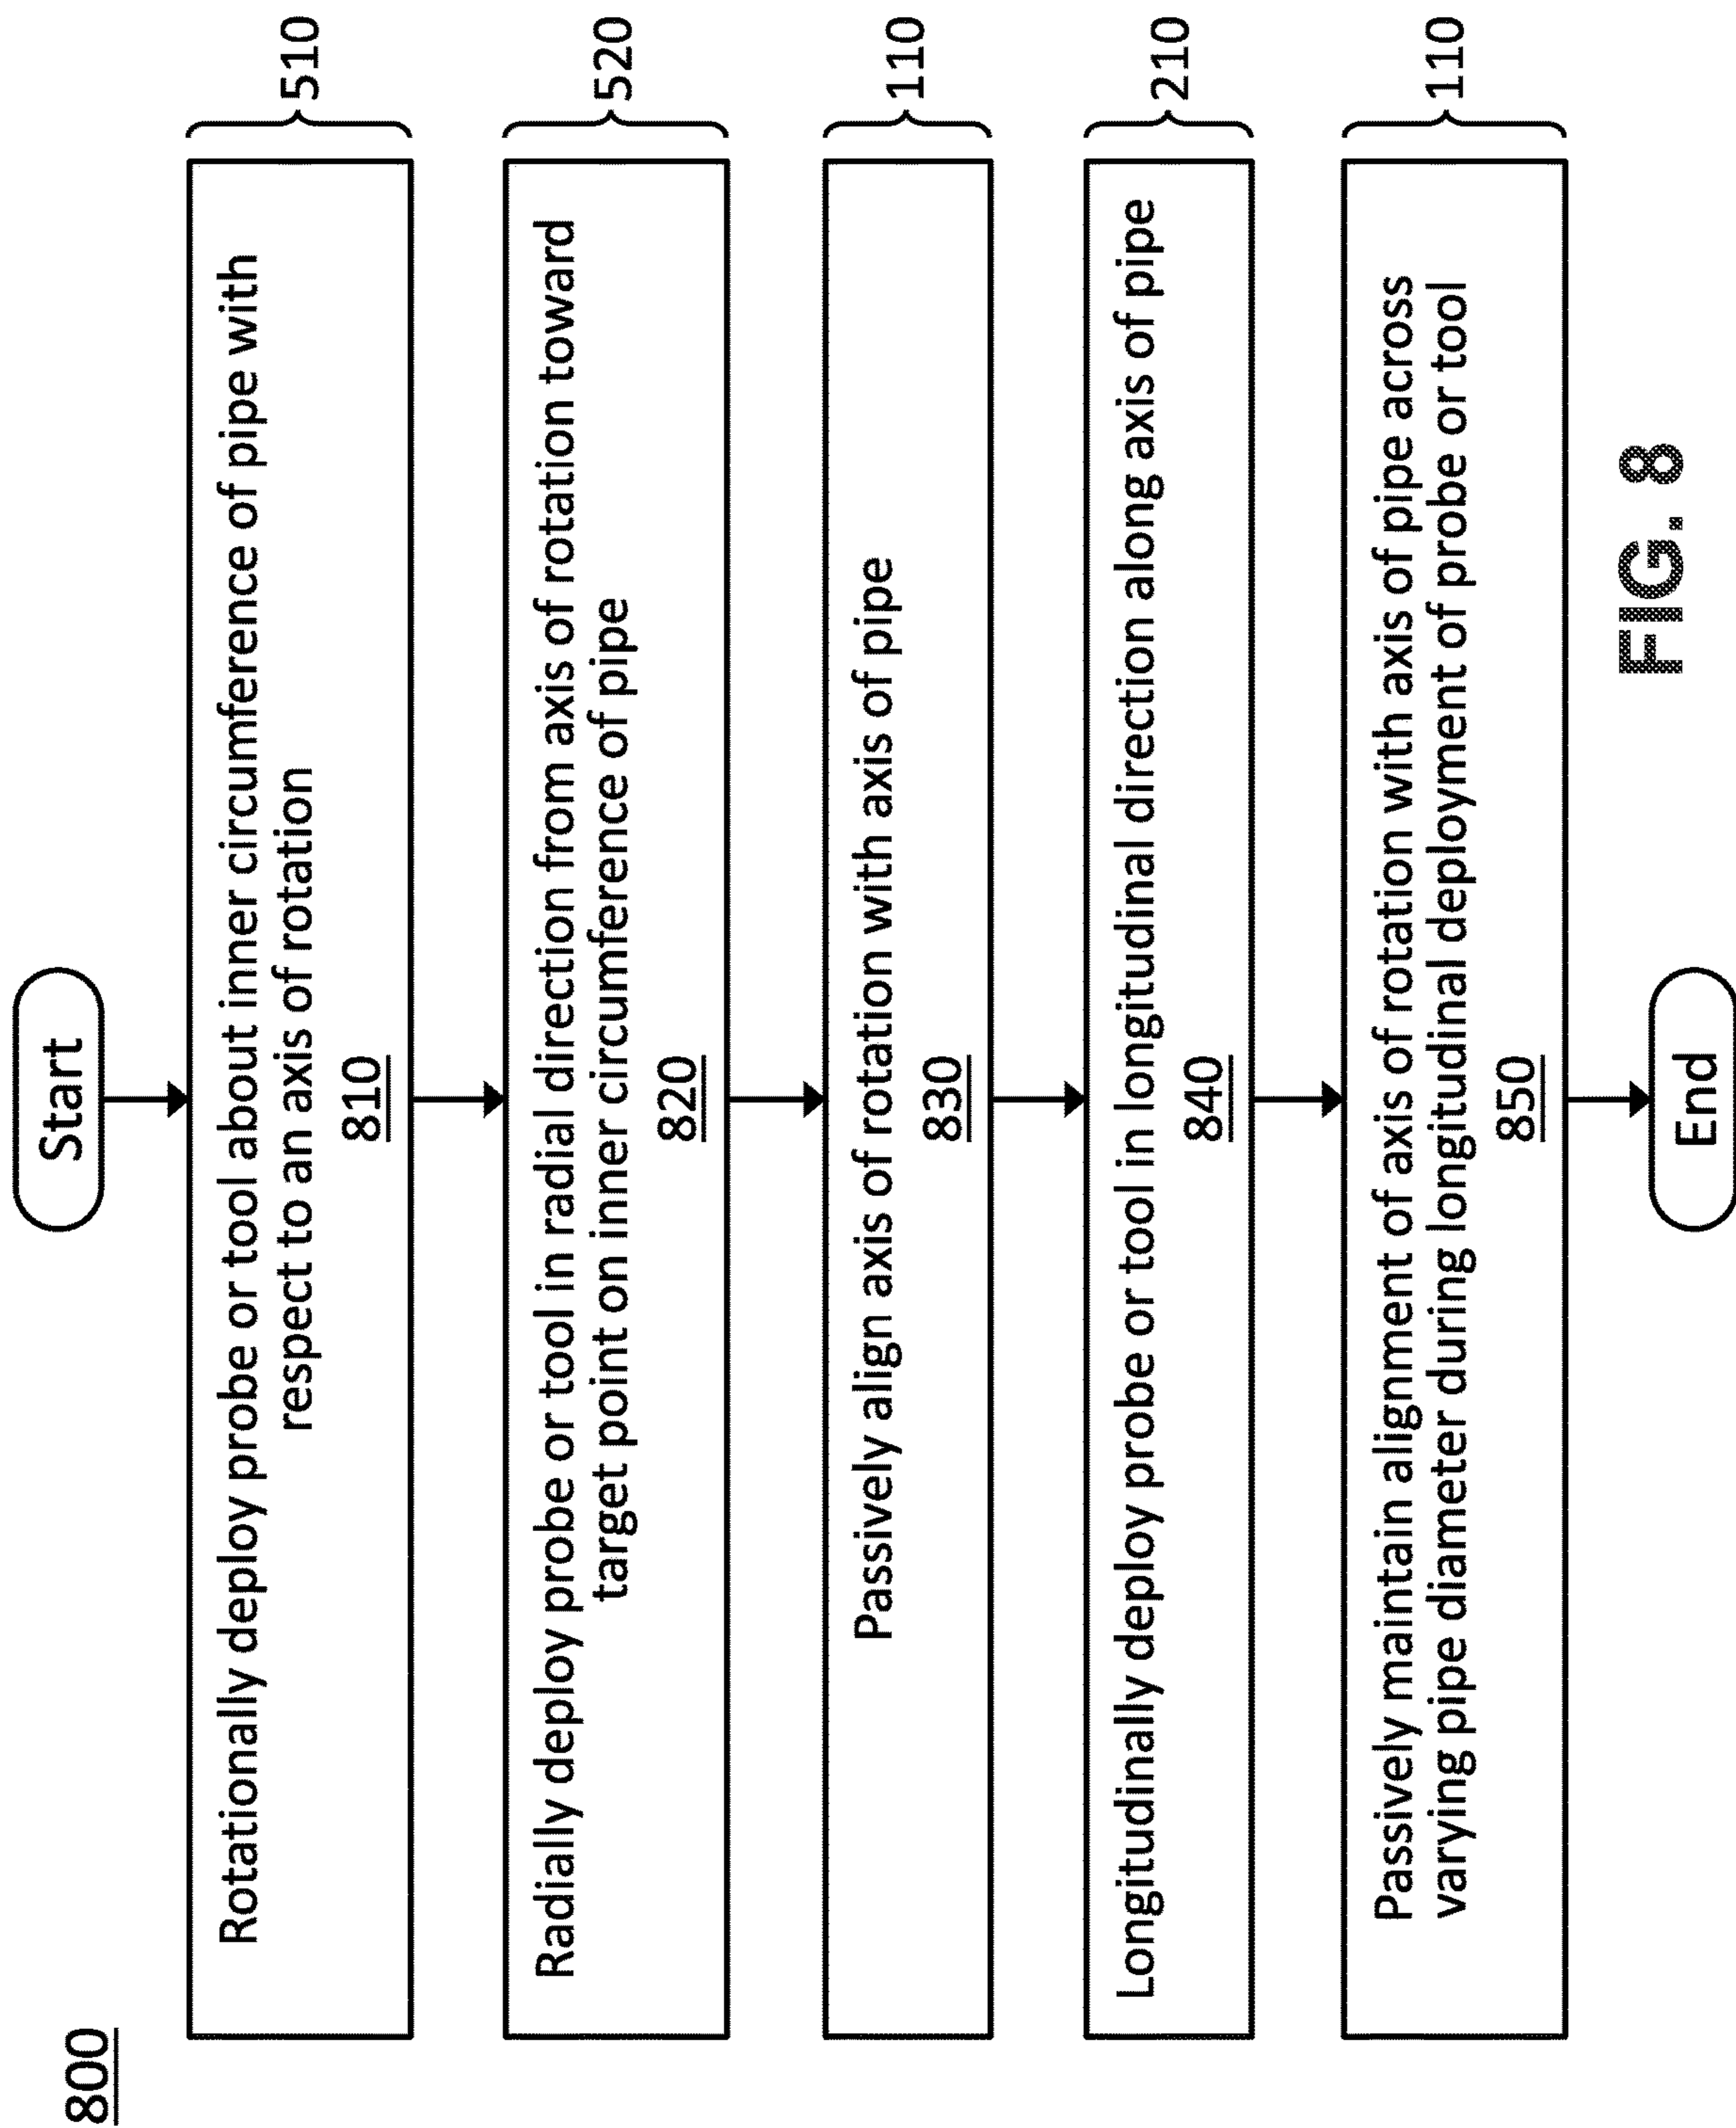 800
Start
Rotationally deploy probe or tool about inner circumference of pipe with
respect to an axis of rotation
810
510
Radially deploy probe or tool in radial direction from axis of rotation toward
target point on inner circumference of pipe
820
520
Passively align axis of rotation with axis of pipe
830
110
Longitudinally deploy probe or tool in longitudinal direction along axis of pipe
840
210
Passively maintain alignment of axis of rotation with axis of pipe across
varying pipe diameter during longitudinal deployment of probe or tool
850
110
End
FIG. 8